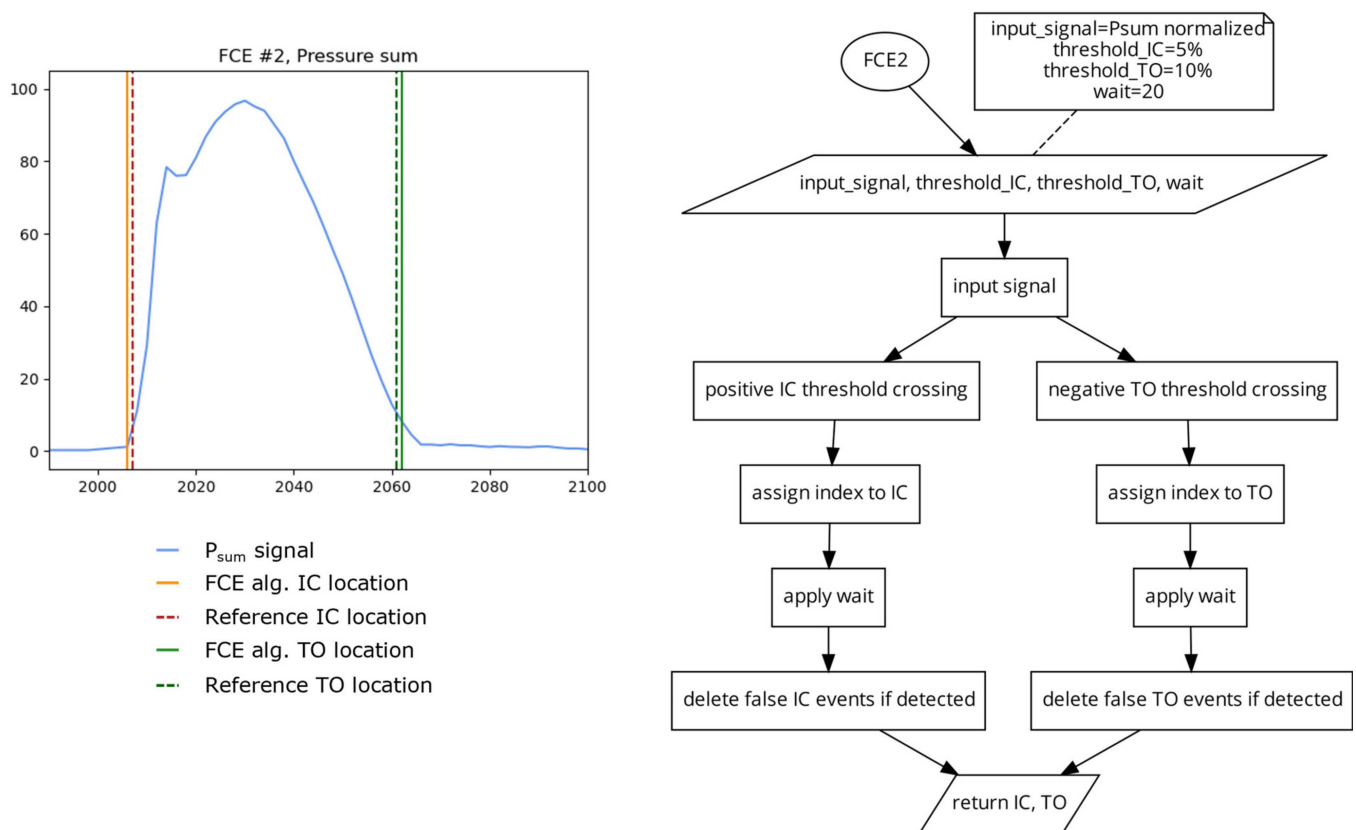 FCE #2, Pressure sum
100
80
60
40
20
0
2000 2020 2040 2060 2080 2100
P_sum signal
FCE alg. IC location
Reference IC location
FCE alg. TO location
Reference TO location
FCE2
input_signal=Psum normalized
threshold_IC=5%
threshold_TO=10%
wait=20
input_signal, threshold_IC, threshold_TO, wait
input signal
positive IC threshold crossing
negative TO threshold crossing
assign index to IC
assign index to TO
apply wait
apply wait
delete false IC events if detected
delete false TO events if detected
return IC, TO